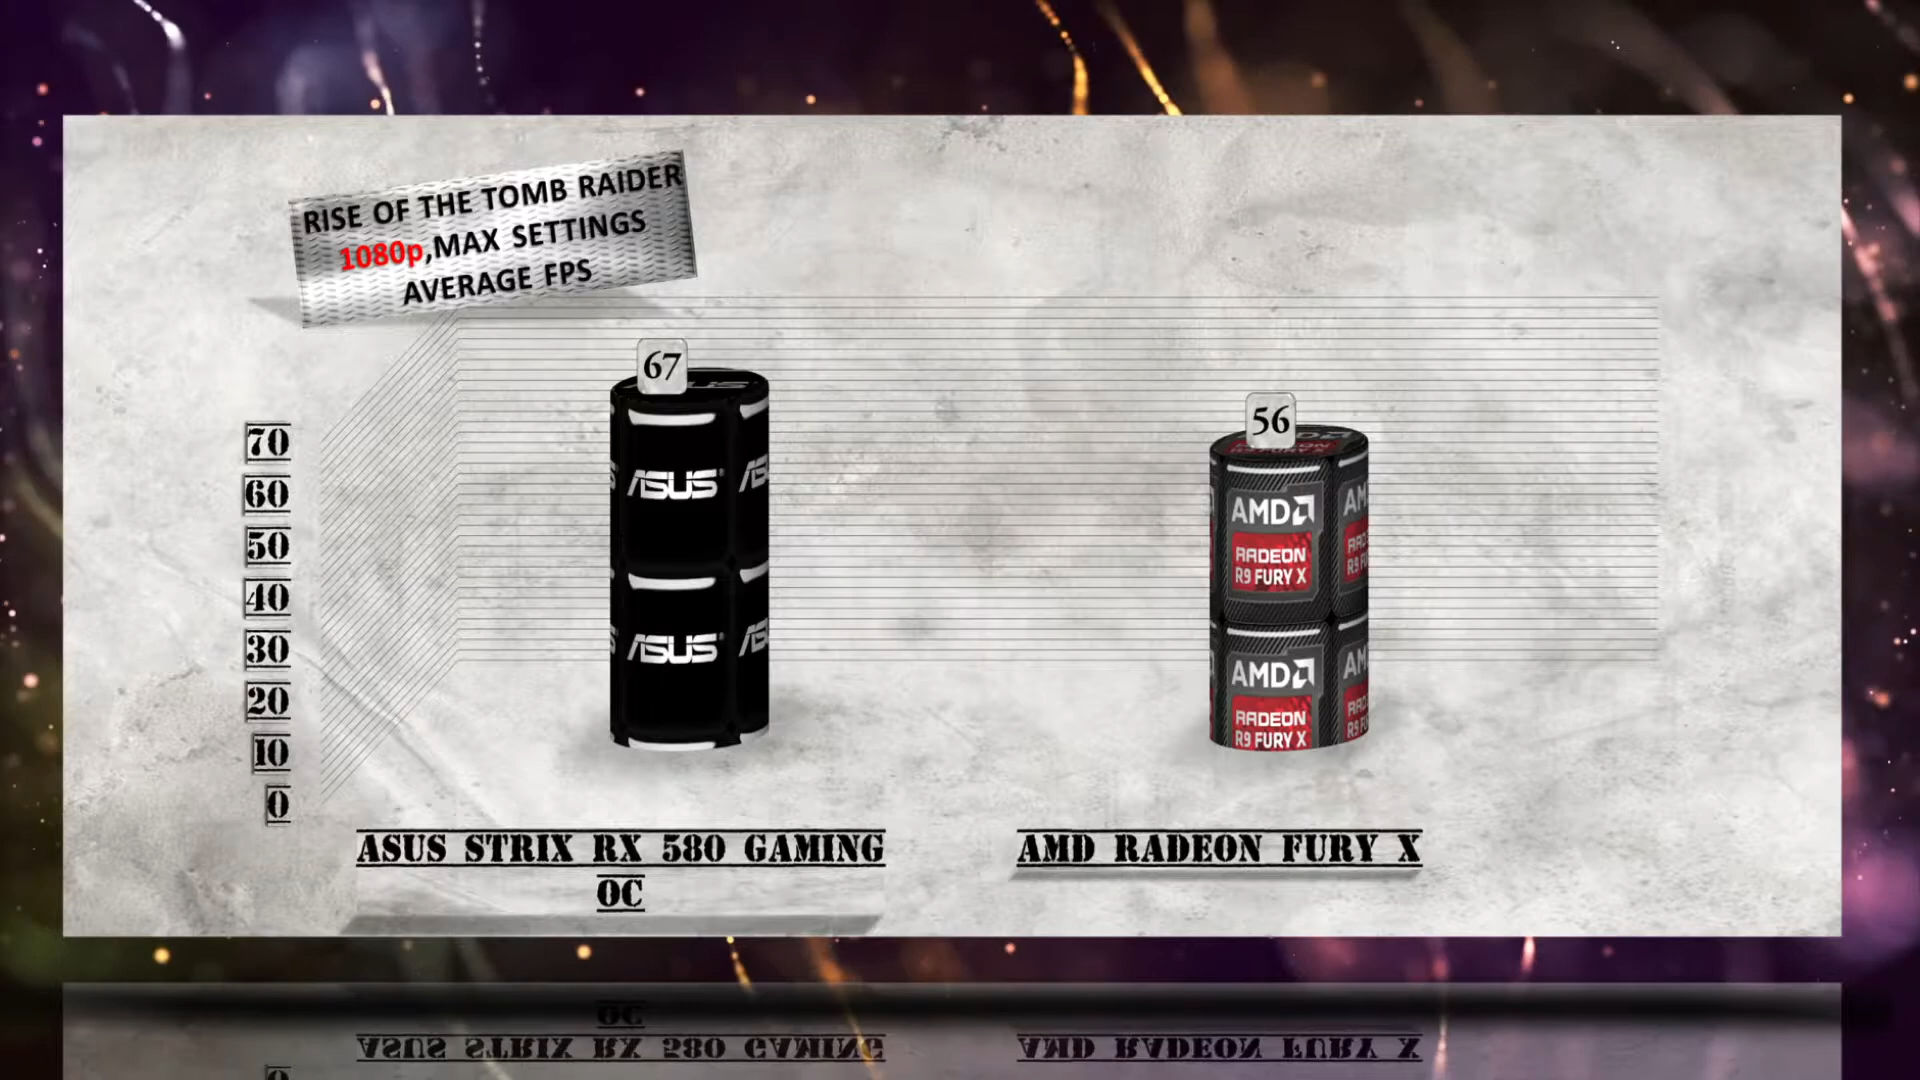 RISE OF THE TOMB RAIDER
1080p,MAX SETTINGS
AVERAGE FPS
67
56
70
60
50
40
30
20
10
0
ASUS
ASUS
AMD
RADEON
R9 FURY X
AMD
RADEON
R9 FURY X
ASUS STRIX RX 580 GAMING
OC
AMD RADEON FURY X